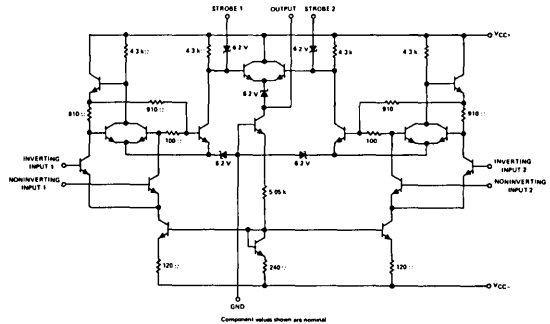 STROBE 1 OUTPUT STROBE 2
VCC+
4.3 k 4.3 k 6.2 V 6.2 V 4.3 k 4.3 k
6.2 V
910 910
810 910
100 100
6.2 V 6.2 V
INVERTING
INPUT 1
NONINVERTING
INPUT 1
INVERTING
INPUT 2
NONINVERTING
INPUT 2
5.05 k
120 240 120
VCC-
GND
Component values shown are nominal